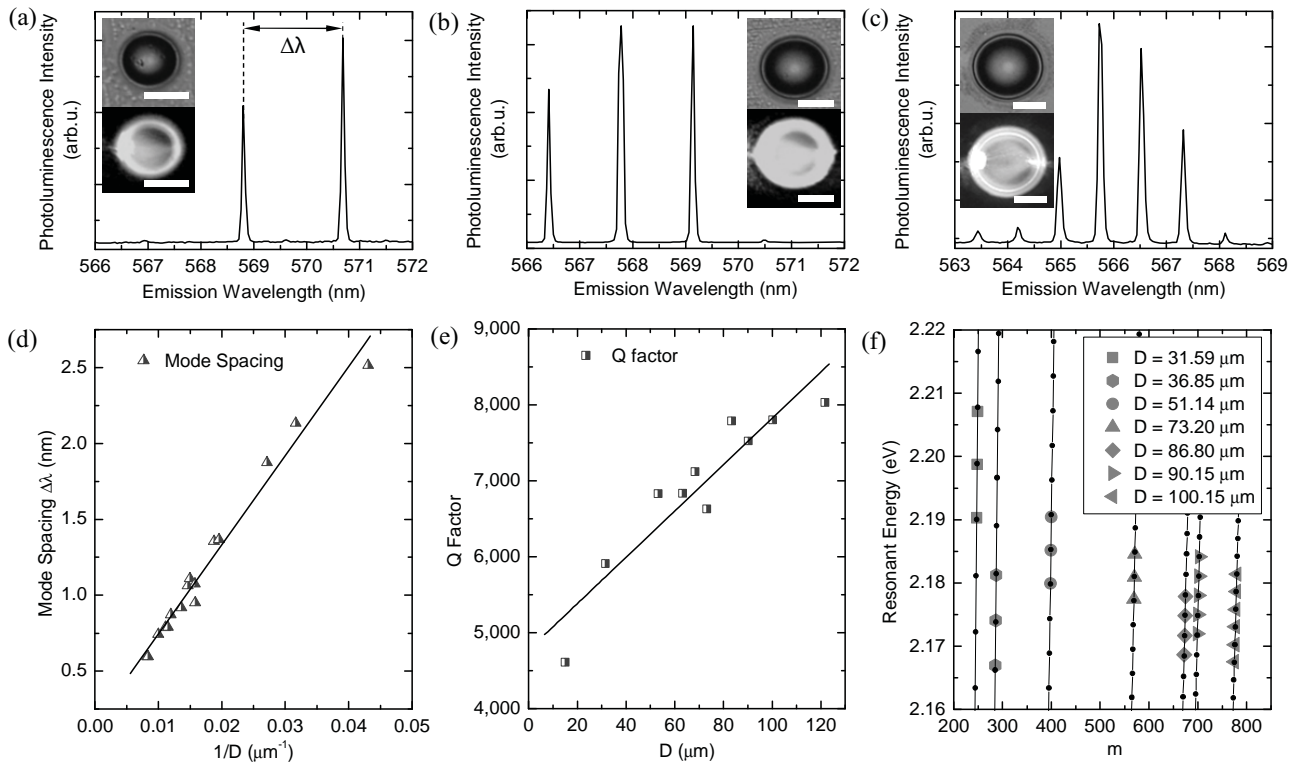 (a)
Photoluminescence Intensity
(arb.u.)
Δλ
566 567 568 569 570 571 572
Emission Wavelength (nm)
(b)
Photoluminescence Intensity
(arb.u.)
566 567 568 569 570 571 572
Emission Wavelength (nm)
(c)
Photoluminescence Intensity
(arb.u.)
563 564 565 566 567 568 569
Emission Wavelength (nm)
(d)
Mode Spacing Δλ (nm)
2.5
2.0
1.5
1.0
0.5
Mode Spacing
0.00 0.01 0.02 0.03 0.04 0.05
1/D (μm⁻¹)
(e)
Q Factor
9,000
8,000
7,000
6,000
5,000
4,000
Q factor
0 20 40 60 80 100 120
D (μm)
(f)
Resonant Energy (eV)
2.22
2.21
2.20
2.19
2.18
2.17
2.16
D = 31.59 μm
D = 36.85 μm
D = 51.14 μm
D = 73.20 μm
D = 86.80 μm
D = 90.15 μm
D = 100.15 μm
200 300 400 500 600 700 800
m